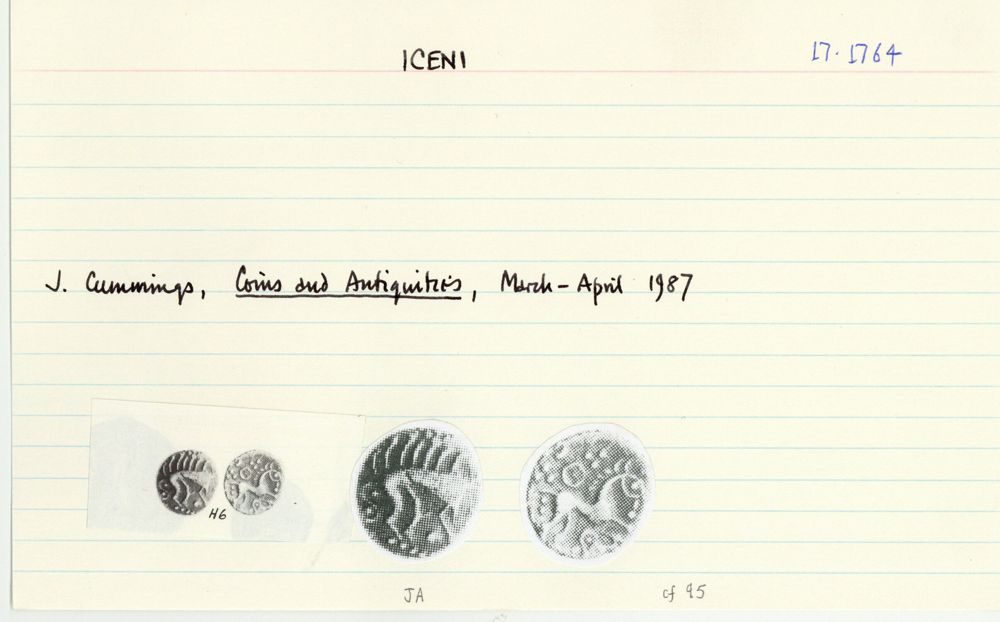 ICENI
17.1764
J. Cummings, Coins and Antiquities, March-April 1987
H6
JA
cf 95